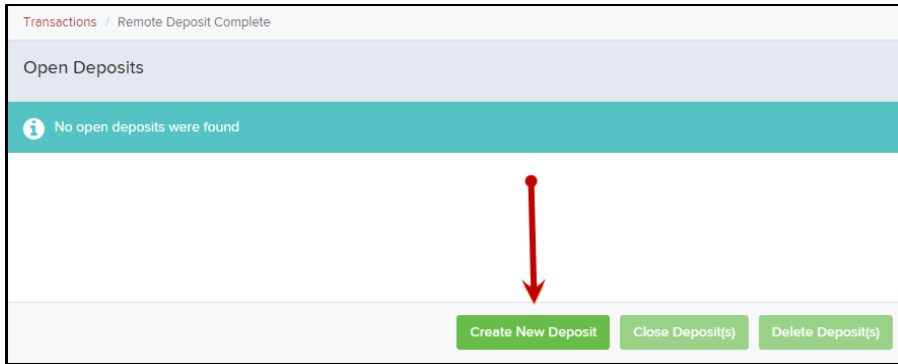 Transactions / Remote Deposit Complete
Open Deposits
No open deposits were found
Create New Deposit Close Deposit(s) Delete Deposit(s)